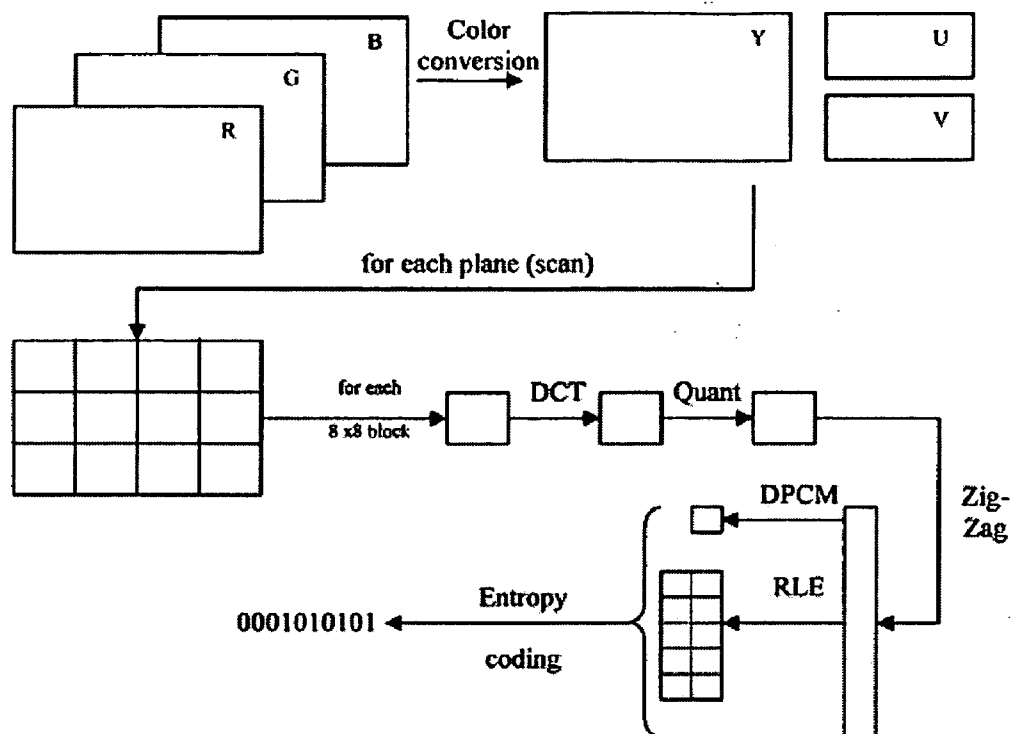 B
G
R
Color
conversion
Y
U
V
for each plane (scan)
for each
8 x8 block
DCT
Quant
Zig-
Zag
DPCM
RLE
Entropy
coding
0001010101